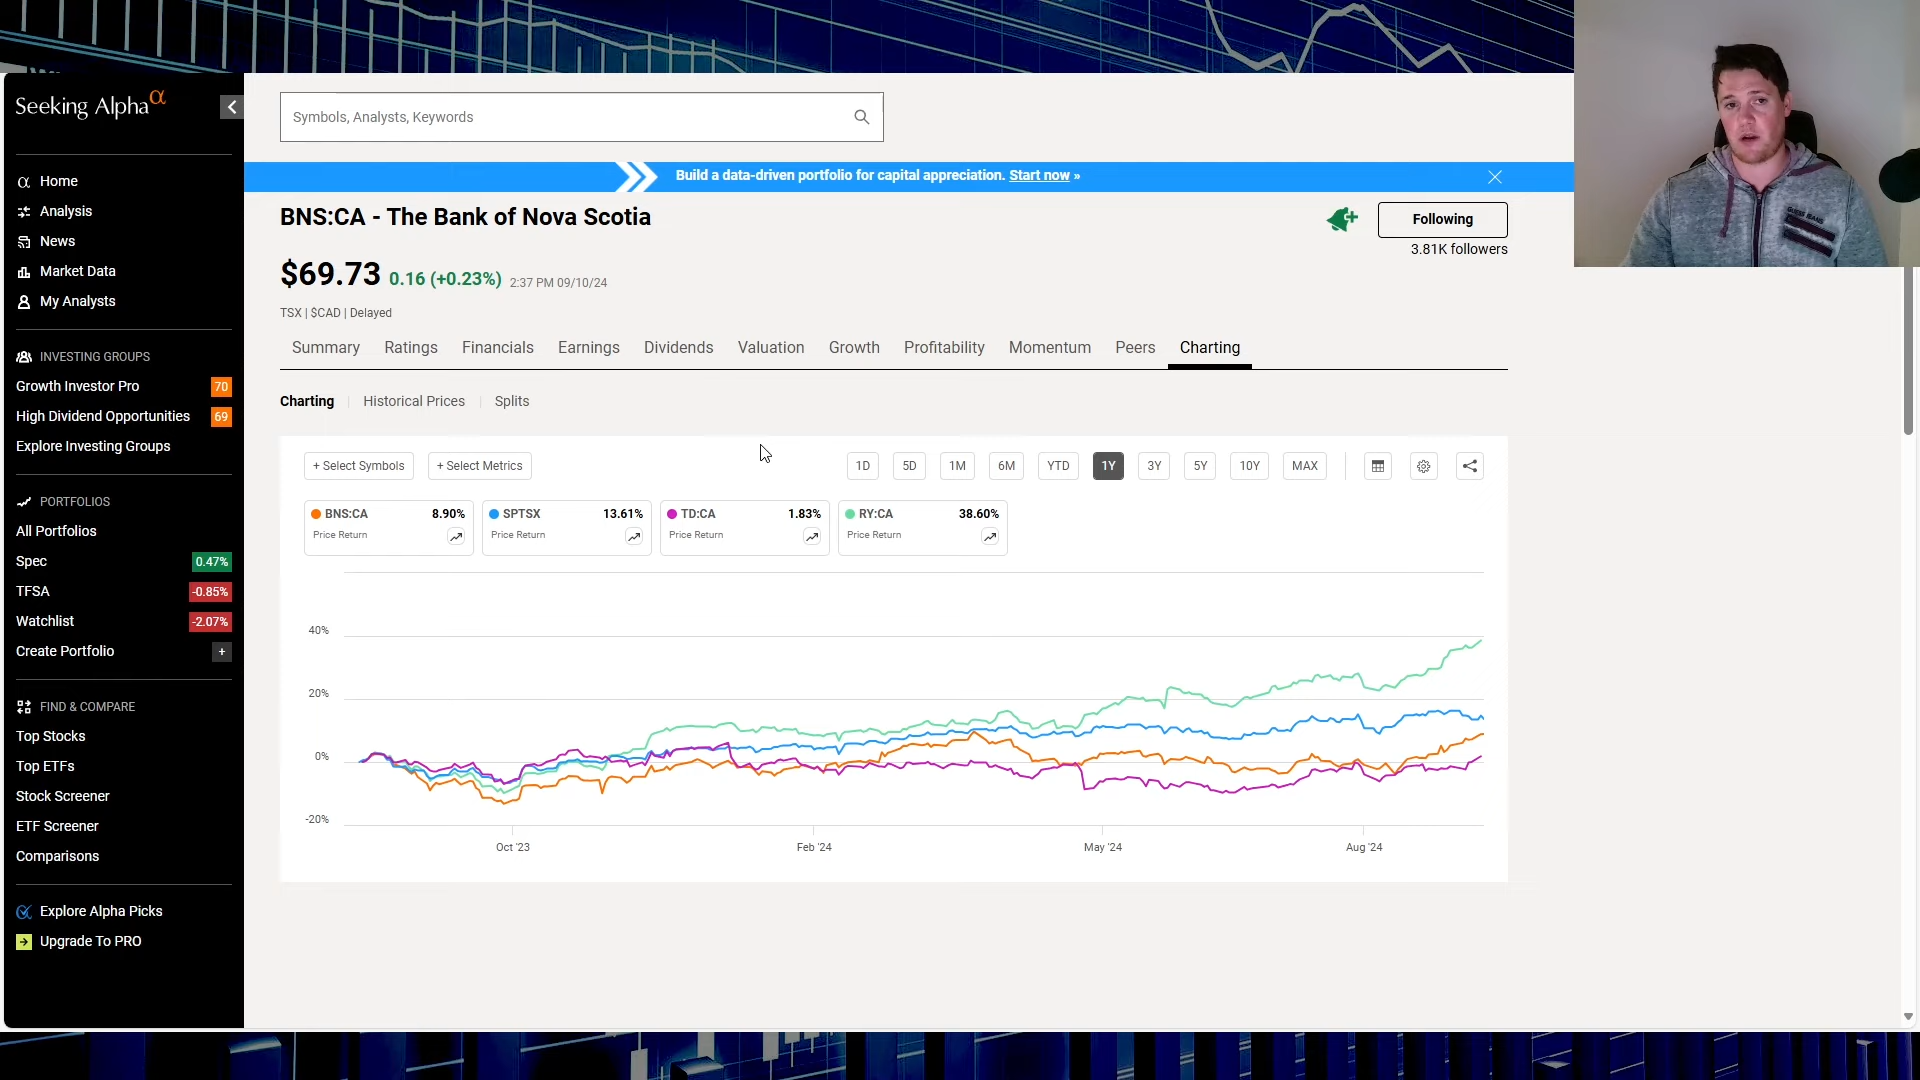 Seeking Alpha α
Symbols, Analysts, Keywords
Build a data-driven portfolio for capital appreciation. Start now »
Home
Analysis
News
Market Data
My Analysts
INVESTING GROUPS
Growth Investor Pro 70
High Dividend Opportunities 69
Explore Investing Groups
PORTFOLIOS
All Portfolios
Spec 0.47%
TFSA -0.85%
Watchlist -2.07%
Create Portfolio +
FIND & COMPARE
Top Stocks
Top ETFs
Stock Screener
ETF Screener
Comparisons
Explore Alpha Picks
Upgrade To PRO
BNS:CA - The Bank of Nova Scotia
Following
3.81K followers
$69.73 0.16 (+0.23%) 2:37 PM 09/10/24
TSX | $CAD | Delayed
Summary Ratings Financials Earnings Dividends Valuation Growth Profitability Momentum Peers Charting
Charting | Historical Prices | Splits
+ Select Symbols + Select Metrics 1D 5D 1M 6M YTD 1Y 3Y 5Y 10Y MAX
BNS:CA 8.90% SPTSX 13.61% TD:CA 1.83% RY:CA 38.60%
Price Return Price Return Price Return Price Return
40%
20%
0%
-20%
Oct '23 Feb '24 May '24 Aug '24
GUESS JEANS